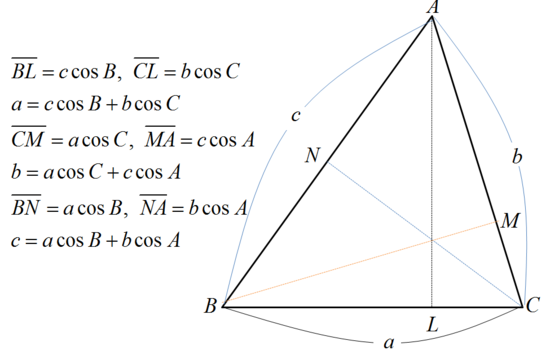 BL = c cos B, CL = b cos C
a = c cos B + b cos C
CM = a cos C, MA = c cos A
b = a cos C + c cos A
BN = a cos B, NA = b cos A
c = a cos B + b cos A
A
c
N
b
M
B
L
C
a